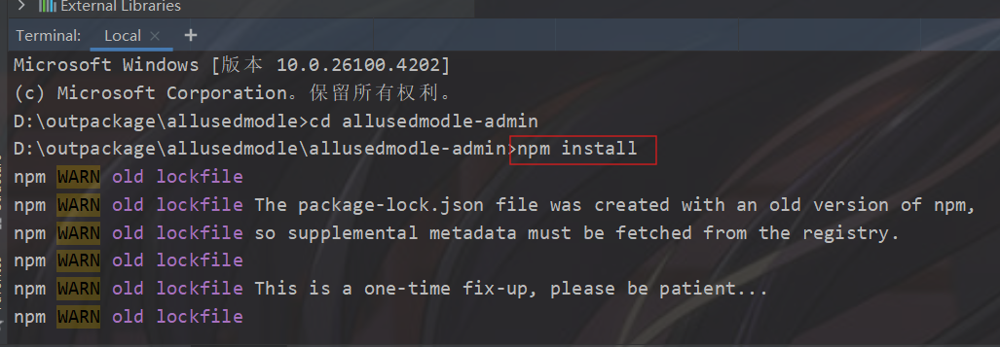 External Libraries
Terminal: Local × +
Microsoft Windows [版本 10.0.26100.4202]
(c) Microsoft Corporation。保留所有权利。
D:\outpackage\allusedmodle>cd allusedmodle-admin
D:\outpackage\allusedmodle\allusedmodle-admin>npm install
npm WARN old lockfile
npm WARN old lockfile The package-lock.json file was created with an old version of npm,
npm WARN old lockfile so supplemental metadata must be fetched from the registry.
npm WARN old lockfile
npm WARN old lockfile This is a one-time fix-up, please be patient...
npm WARN old lockfile